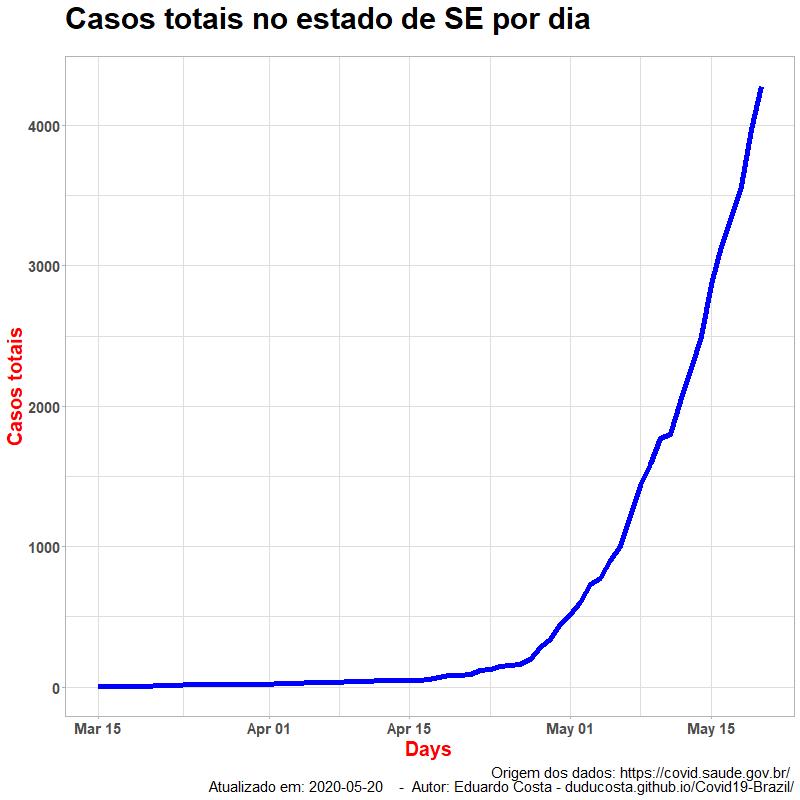 Casos totais no estado de SE por dia
Casos totais
4000
3000
2000
1000
0
Mar 15 Apr 01 Apr 15 May 01 May 15
Days
Origem dos dados: https://covid.saude.gov.br/
Atualizado em: 2020-05-20 - Autor: Eduardo Costa - duducosta.github.io/Covid19-Brazil/